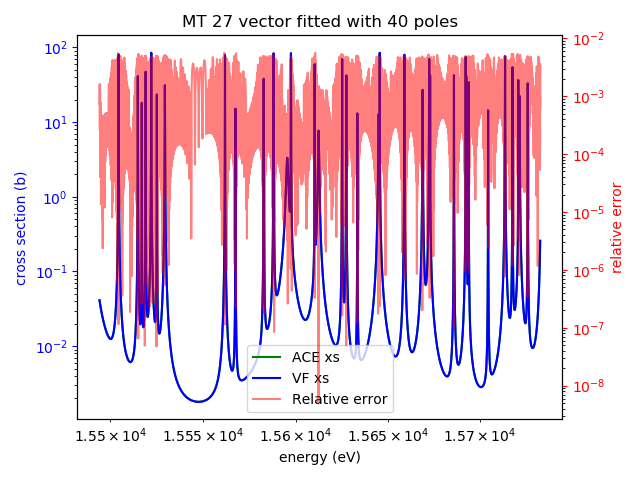 MT 27 vector fitted with 40 poles
10²
10¹
10⁰
10⁻¹
10⁻²
cross section (b)
10⁻²
10⁻³
10⁻⁴
10⁻⁵
10⁻⁶
10⁻⁷
10⁻⁸
relative error
ACE xs
VF xs
Relative error
1.55×10⁴ 1.555×10⁴ 1.56×10⁴ 1.565×10⁴ 1.57×10⁴
energy (eV)